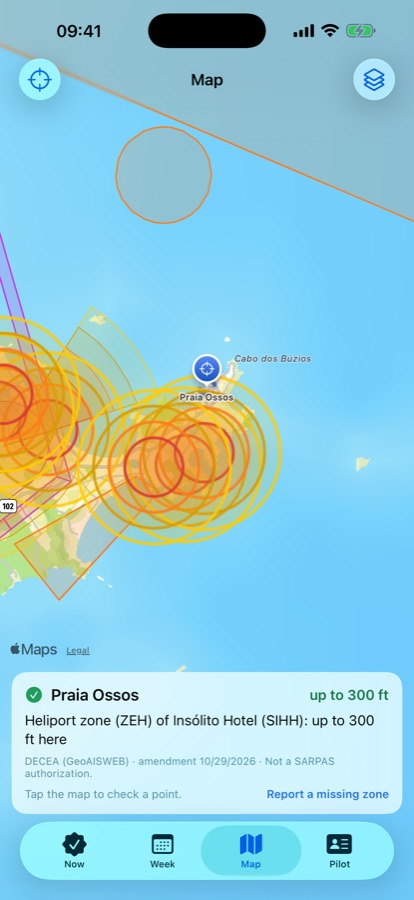 09:41
Map
Cabo dos Búzios
Praia Ossos
102
Maps Legal
Praia Ossos
up to 300 ft
Heliport zone (ZEH) of Insólito Hotel (SIHH): up to 300
ft here
DECEA (GeoAISWEB) · amendment 10/29/2026 · Not a SARPAS
authorization.
Tap the map to check a point.
Report a missing zone
Now
Week
Map
Pilot